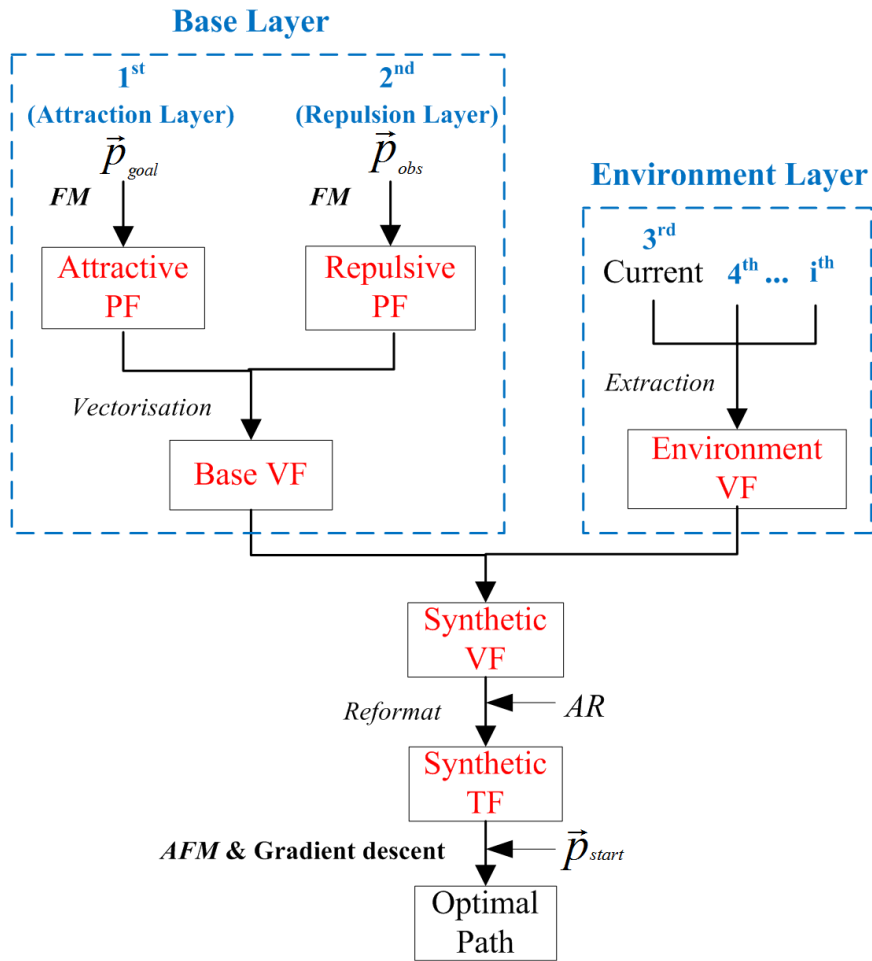 Base Layer
1st
(Attraction Layer)
p⃗goal
FM
Attractive
PF
2nd
(Repulsion Layer)
p⃗obs
FM
Repulsive
PF
Vectorisation
Base VF
Environment Layer
3rd
Current 4th ... ith
Extraction
Environment
VF
Synthetic
VF
Reformat
AR
Synthetic
TF
AFM & Gradient descent
p⃗start
Optimal
Path